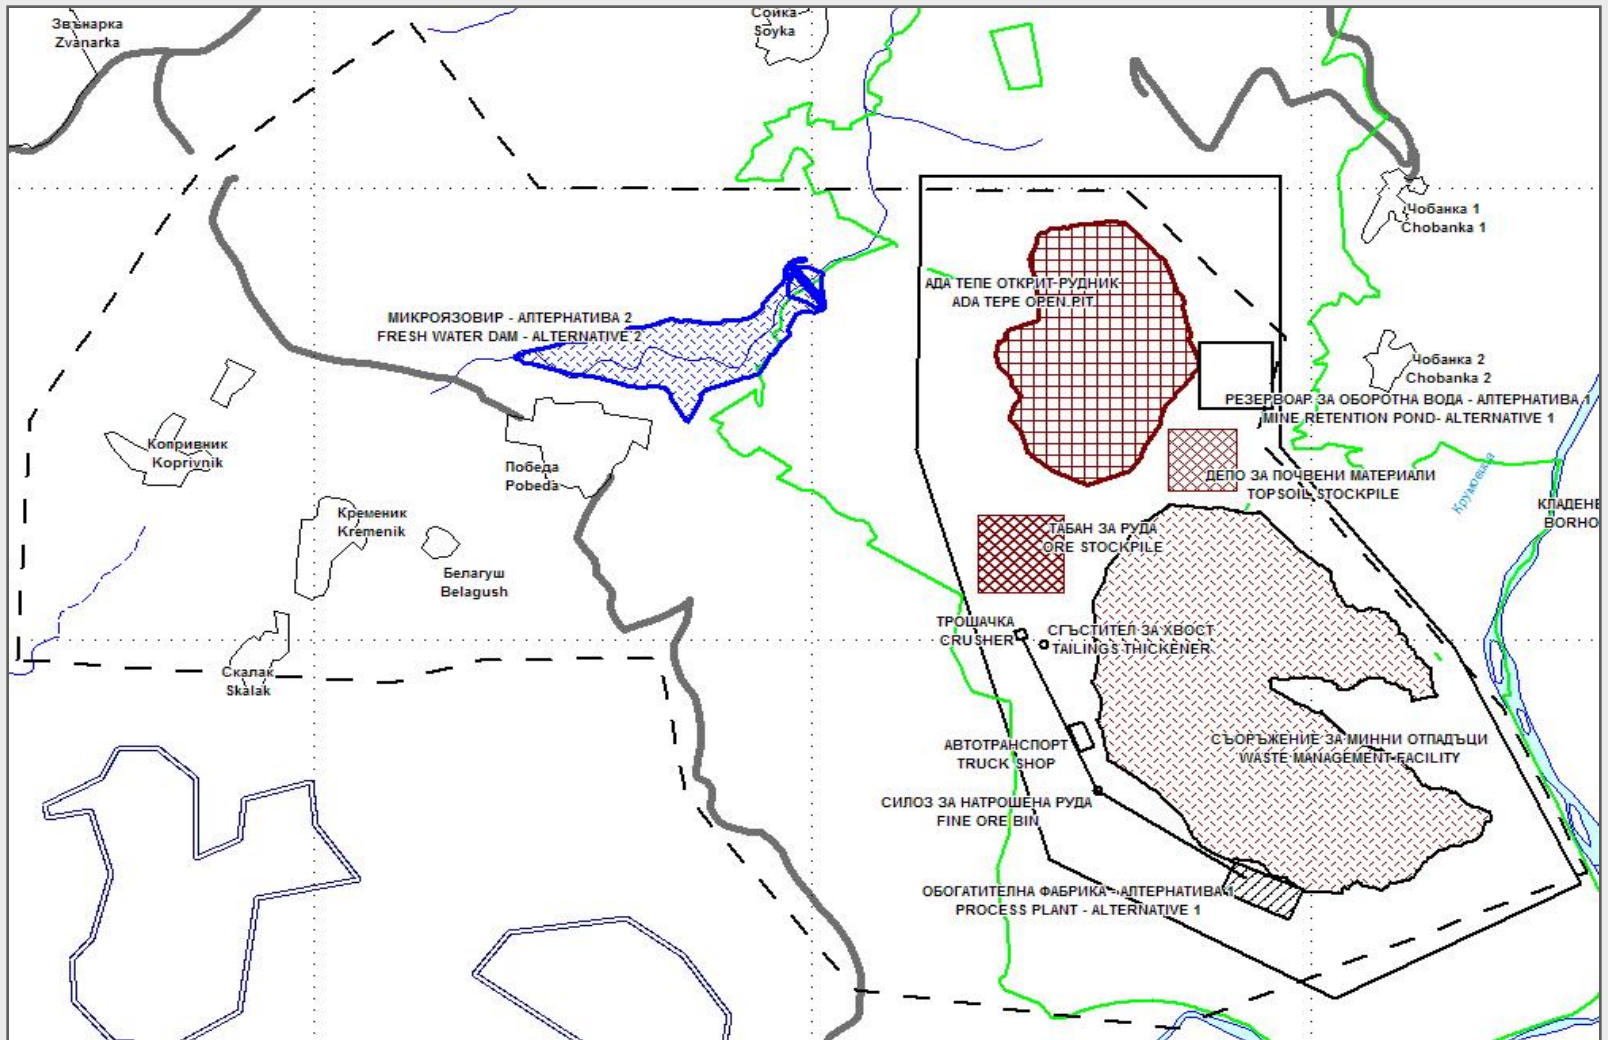 Звънарка
Zvanarka
Сойка
Soyka
Чобанка 1
Chobanka 1
АДА ТЕПЕ ОТКРИТ РУДНИК
ADA TEPE OPEN PIT
МИКРОЯЗОВИР - АЛТЕРНАТИВА 2
FRESH WATER DAM - ALTERNATIVE 2
Чобанка 2
Chobanka 2
РЕЗЕРВОАР ЗА ОБОРОТНА ВОДА - АЛТЕРНАТИВА 1
MINE RETENTION POND- ALTERNATIVE 1
Копривник
Koprivnik
Победа
Pobeda
ДЕПО ЗА ПОЧВЕНИ МАТЕРИАЛИ
TOPSOIL STOCKPILE
Крумовица
КЛАДЕНЕ
BORHO
Кременик
Kremenik
ТАБАН ЗА РУДА
ORE STOCKPILE
Белагуш
Belagush
ТРОШАЧКА
CRUSHER
СГЪСТИТЕЛ ЗА ХВОСТ
TAILINGS THICKENER
Скалак
Skalak
АВТОТРАНСПОРТ
TRUCK SHOP
СЪОРЪЖЕНИЕ ЗА МИННИ ОТПАДЪЦИ
WASTE MANAGEMENT FACILITY
СИЛОЗ ЗА НАТРОШЕНА РУДА
FINE ORE BIN
ОБОГАТИТЕЛНА ФАБРИКА - АЛТЕРНАТИВА 1
PROCESS PLANT - ALTERNATIVE 1